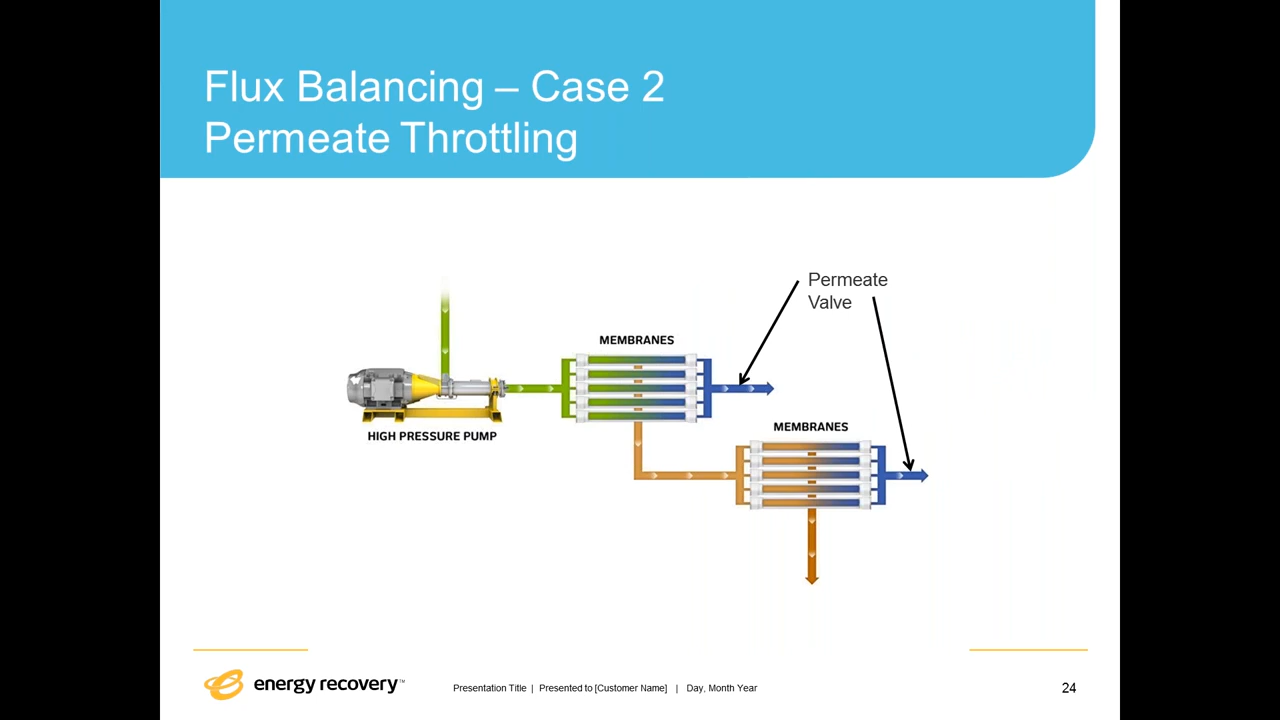 Flux Balancing – Case 2
Permeate Throttling
Permeate
Valve
MEMBRANES
HIGH PRESSURE PUMP
MEMBRANES
energy recovery™
Presentation Title | Presented to [Customer Name] | Day, Month Year
24